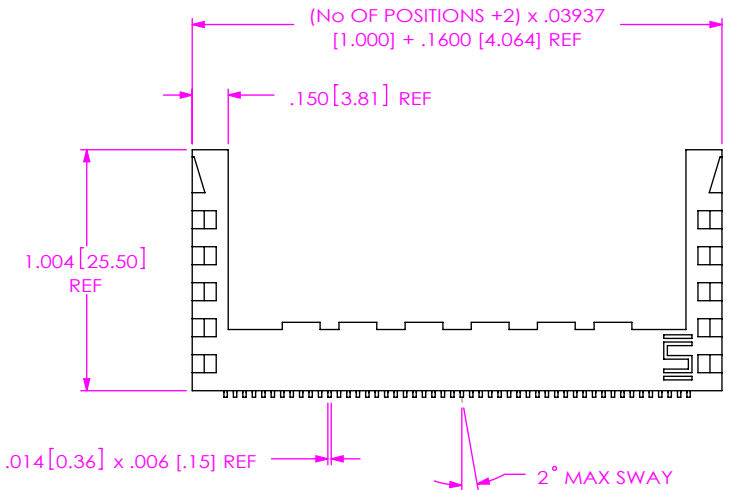 (No OF POSITIONS +2) x .03937
[1.000] + .1600 [4.064] REF
.150 [3.81] REF
1.004 [25.50]
REF
.014 [0.36] x .006 [.15] REF
2° MAX SWAY